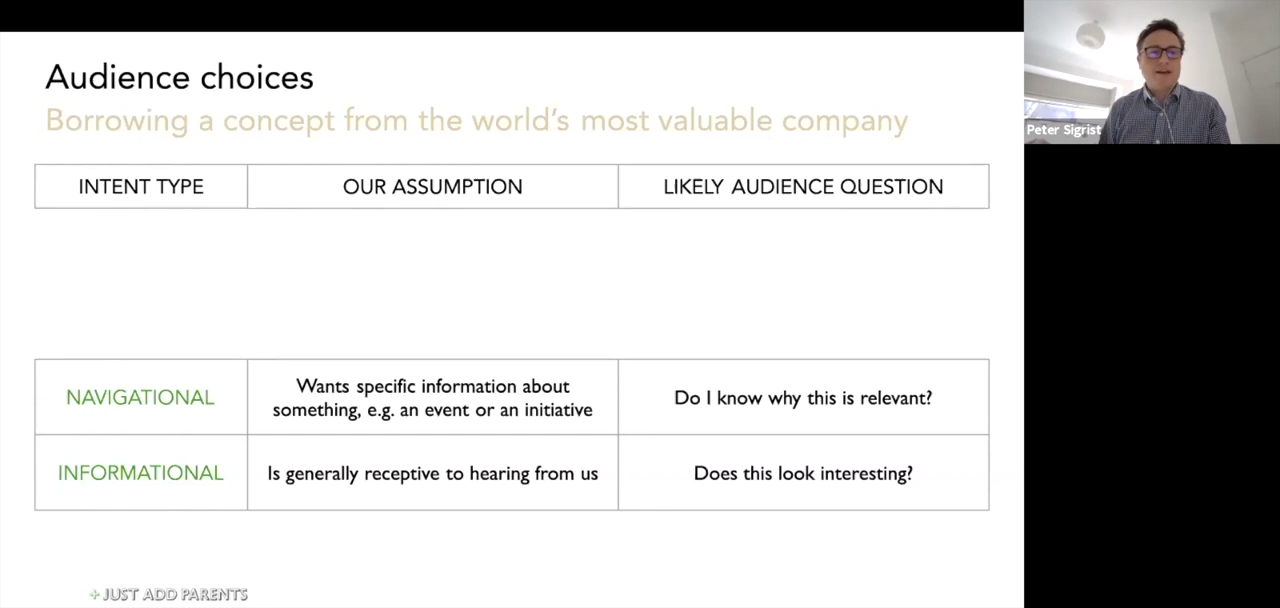 Audience choices
Borrowing a concept from the world's most valuable company
INTENT TYPE
OUR ASSUMPTION
LIKELY AUDIENCE QUESTION
NAVIGATIONAL
Wants specific information about
something, e.g. an event or an initiative
Do I know why this is relevant?
INFORMATIONAL
Is generally receptive to hearing from us
Does this look interesting?
+JUST ADD PARENTS
Peter Sigrist